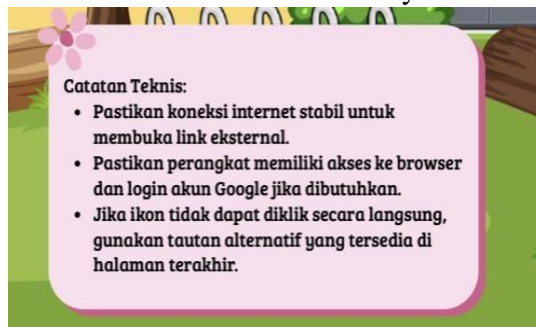 Catatan Teknis:
• Pastikan koneksi internet stabil untuk
membuka link eksternal.
• Pastikan perangkat memiliki akses ke browser
dan login akun Google jika dibutuhkan.
• Jika ikon tidak dapat diklik secara langsung,
gunakan tautan alternatif yang tersedia di
halaman terakhir.